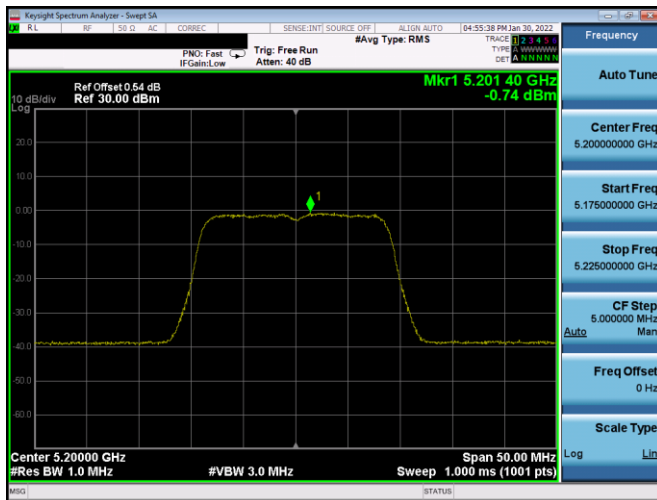 Keysight Spectrum Analyzer - Swept SA
RL RF 50 Ω AC CORREC SENSE:INT SOURCE OFF ALIGN AUTO 04:55:38 PM Jan 30, 2022
#Avg Type: RMS
TRACE 1 2 3 4 5 6
PNO: Fast Trig: Free Run
TYPE A WWWWW
IFGain:Low Atten: 40 dB
DET A N N N N N
Mkr1 5.201 40 GHz
-0.74 dBm
Ref Offset 0.54 dB
10 dB/div Ref 30.00 dBm
Log
20.0
10.0
0.00
-10.0
-20.0
-30.0
-40.0
-50.0
-60.0
1
Center 5.20000 GHz Span 50.00 MHz
#Res BW 1.0 MHz #VBW 3.0 MHz Sweep 1.000 ms (1001 pts)
MSG STATUS
Frequency
Auto Tune
Center Freq
5.200000000 GHz
Start Freq
5.175000000 GHz
Stop Freq
5.225000000 GHz
CF Step
5.000000 MHz
Auto Man
Freq Offset
0 Hz
Scale Type
Log Lin